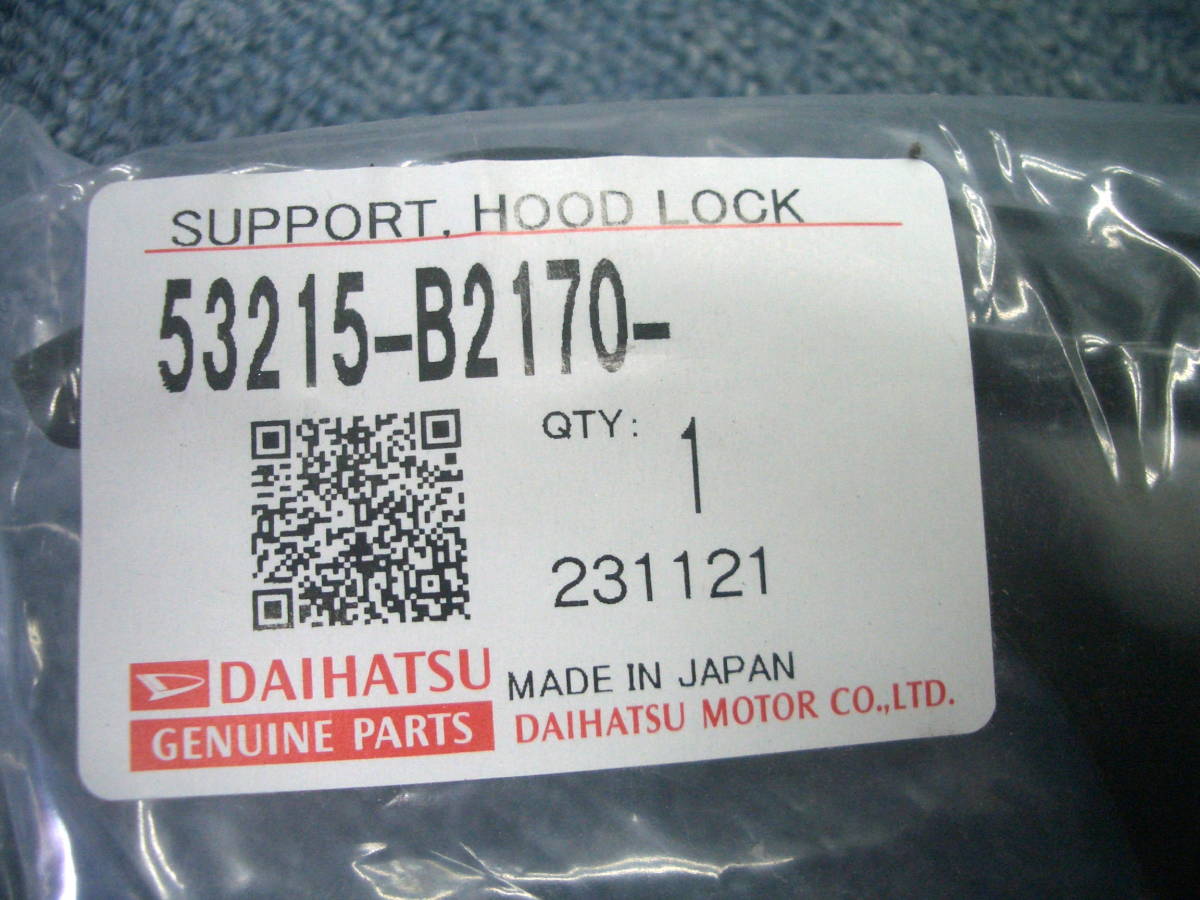 SUPPORT, HOOD LOCK
53215-B2170-
QTY: 1
231121
DAIHATSU
GENUINE PARTS
MADE IN JAPAN
DAIHATSU MOTOR CO.,LTD.